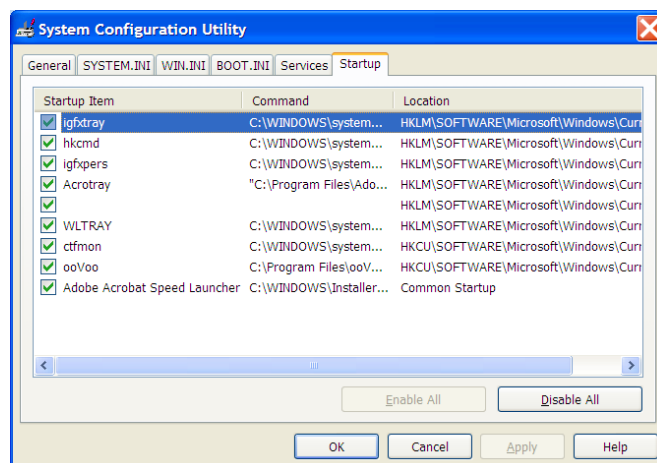 System Configuration Utility
General SYSTEM.INI WIN.INI BOOT.INI Services Startup
Startup Item Command Location
igfxtray C:\WINDOWS\system... HKLM\SOFTWARE\Microsoft\Windows\Curr
hkcmd C:\WINDOWS\system... HKLM\SOFTWARE\Microsoft\Windows\Curr
igfxpers C:\WINDOWS\system... HKLM\SOFTWARE\Microsoft\Windows\Curr
Acrotray "C:\Program Files\Ado... HKLM\SOFTWARE\Microsoft\Windows\Curr
HKLM\SOFTWARE\Microsoft\Windows\Curr
WLTRAY C:\WINDOWS\system... HKLM\SOFTWARE\Microsoft\Windows\Curr
ctfmon C:\WINDOWS\system... HKCU\SOFTWARE\Microsoft\Windows\Curr
ooVoo C:\Program Files\ooV... HKCU\SOFTWARE\Microsoft\Windows\Curr
Adobe Acrobat Speed Launcher C:\WINDOWS\Installer... Common Startup
Enable All Disable All
OK Cancel Apply Help